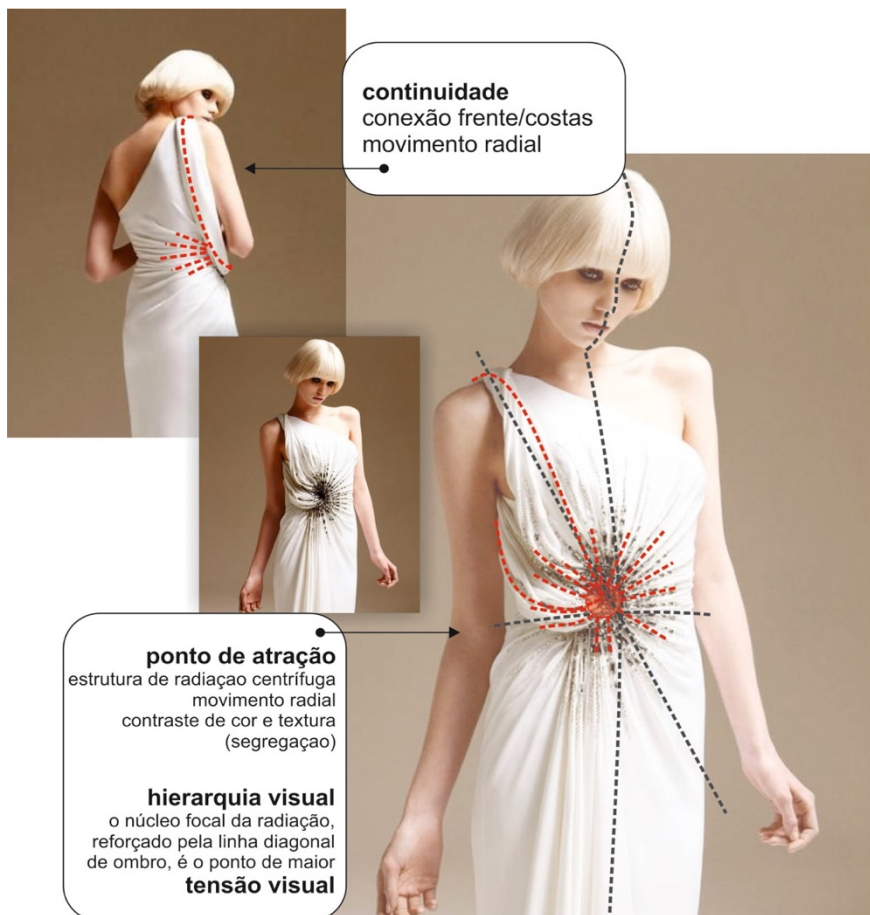 continuidade
conexão frente/costas
movimento radial
ponto de atração
estrutura de radiaçao centrífuga
movimento radial
contraste de cor e textura
(segregaçao)
hierarquia visual
o núcleo focal da radiação,
reforçado pela linha diagonal
de ombro, é o ponto de maior
tensão visual